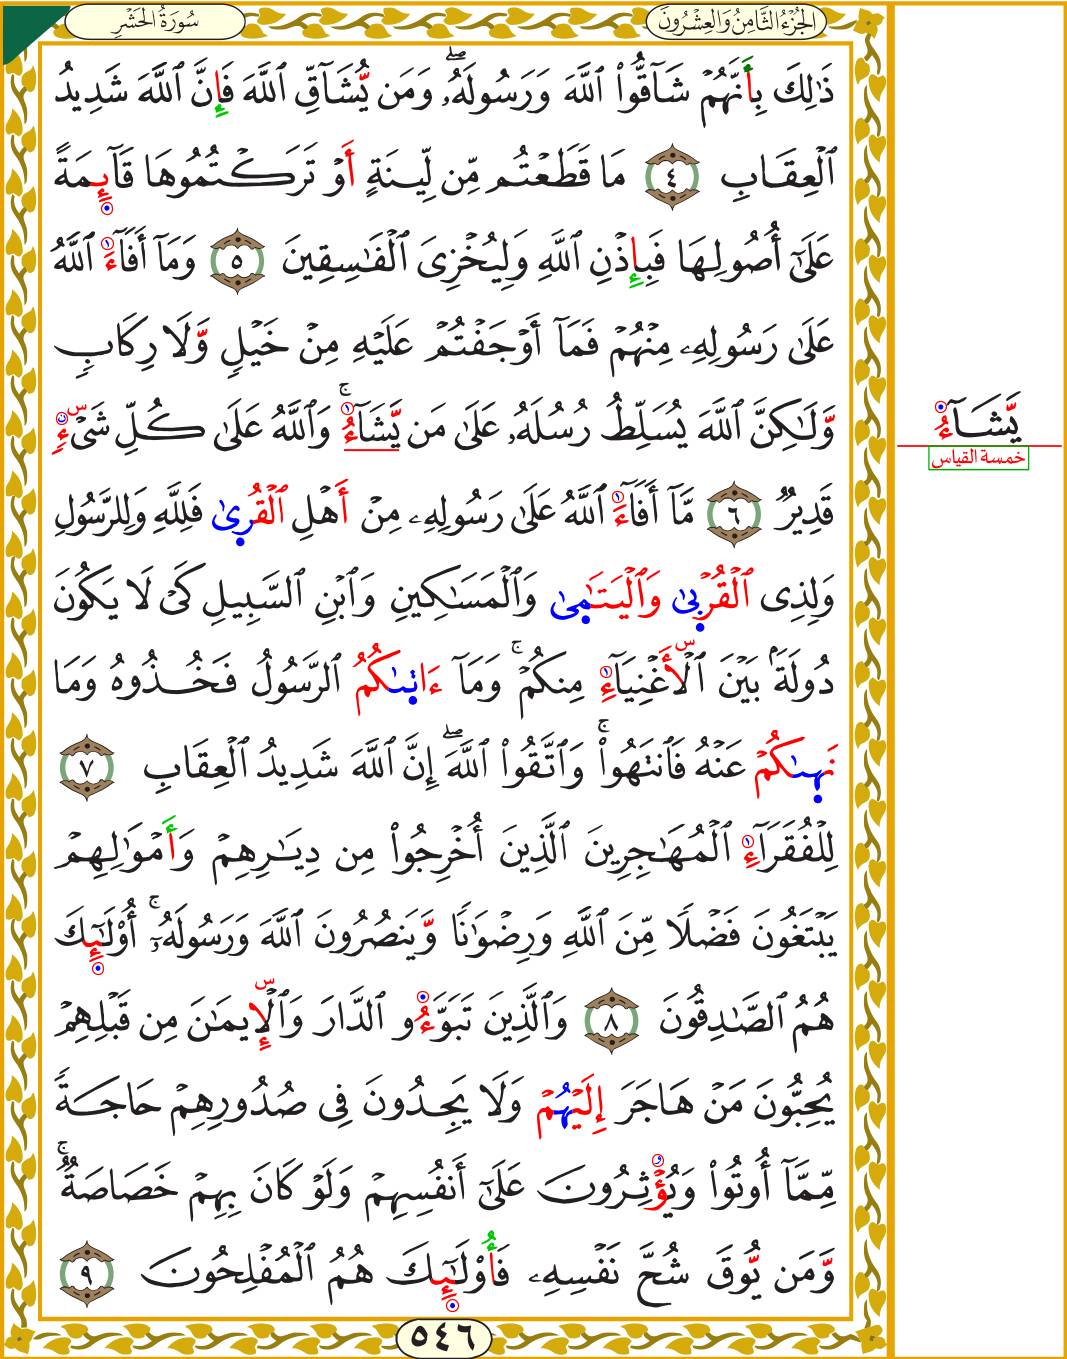 الجُزْءُ الثَّامِنُ وَالعِشْرُونَ
سُورَةُ الحَشْرِ
ذَٰلِكَ بِأَنَّهُمۡ شَآقُّواْ ٱللَّهَ وَرَسُولَهُۥۖ وَمَن يُّشَآقِّ ٱللَّهَ فَإِنَّ ٱللَّهَ شَدِيدُ
ٱلۡعِقَابِ ٤ مَا قَطَعۡتُم مِّن لِّينَةٍ أَوۡ تَرَكۡتُمُوهَا قَآئِمَةً
عَلَىٰٓ أُصُولِهَا فَبِإِذۡنِ ٱللَّهِ وَلِيُخۡزِيَ ٱلۡفَٰسِقِينَ ٥ وَمَآ أَفَآءَ ٱللَّهُ
عَلَىٰ رَسُولِهِۦ مِنۡهُمۡ فَمَآ أَوۡجَفۡتُمۡ عَلَيۡهِ مِنۡ خَيۡلٖ وَّلَا رِكَابٖ
وَّلَٰكِنَّ ٱللَّهَ يُسَلِّطُ رُسُلَهُۥ عَلَىٰ مَن يَّشَآءُۚ وَٱللَّهُ عَلَىٰ كُلِّ شَيۡءٖ
قَدِيرٞ ٦ مَّآ أَفَآءَ ٱللَّهُ عَلَىٰ رَسُولِهِۦ مِنۡ أَهۡلِ ٱلۡقُرىٰ فَلِلَّهِ وَلِلرَّسُولِ
وَلِذِي ٱلۡقُرۡبىٰ وَٱلۡيَتَٰمىٰ وَٱلۡمَسَٰكِينِ وَٱبۡنِ ٱلسَّبِيلِ كَيۡ لَا يَكُونَ
دُولَةَۢ بَيۡنَ ٱلۡأَغۡنِيَآءِ مِنكُمۡۚ وَمَآ ءَاتىٰكُمُ ٱلرَّسُولُ فَخُذُوهُ وَمَا
نَهىٰكُمۡ عَنۡهُ فَٱنتَهُواْۚ وَٱتَّقُواْ ٱللَّهَۖ إِنَّ ٱللَّهَ شَدِيدُ ٱلۡعِقَابِ ٧
لِلۡفُقَرَآءِ ٱلۡمُهَٰجِرِينَ ٱلَّذِينَ أُخۡرِجُواْ مِن دِيَٰرِهِمۡ وَأَمۡوَٰلِهِمۡ
يَبۡتَغُونَ فَضۡلٗا مِّنَ ٱللَّهِ وَرِضۡوَٰنٗا وَّيَنصُرُونَ ٱللَّهَ وَرَسُولَهُۥٓۚ أُوْلَٰٓئِكَ
هُمُ ٱلصَّٰدِقُونَ ٨ وَٱلَّذِينَ تَبَوَّءُو ٱلدَّارَ وَٱلۡإِيمَٰنَ مِن قَبۡلِهِمۡ
يُحِبُّونَ مَنۡ هَاجَرَ إِلَيۡهُمۡ وَلَا يَجِدُونَ فِي صُدُورِهِمۡ حَاجَةٗ
مِّمَّآ أُوتُواْ وَيُؤۡثِرُونَ عَلَىٰٓ أَنفُسِهِمۡ وَلَوۡ كَانَ بِهِمۡ خَصَاصَةٞۚ
وَّمَن يُّوقَ شُحَّ نَفۡسِهِۦ فَأُوْلَٰٓئِكَ هُمُ ٱلۡمُفۡلِحُونَ ٩
يَّشَآءُ
خمسة القياس
٥٤٦